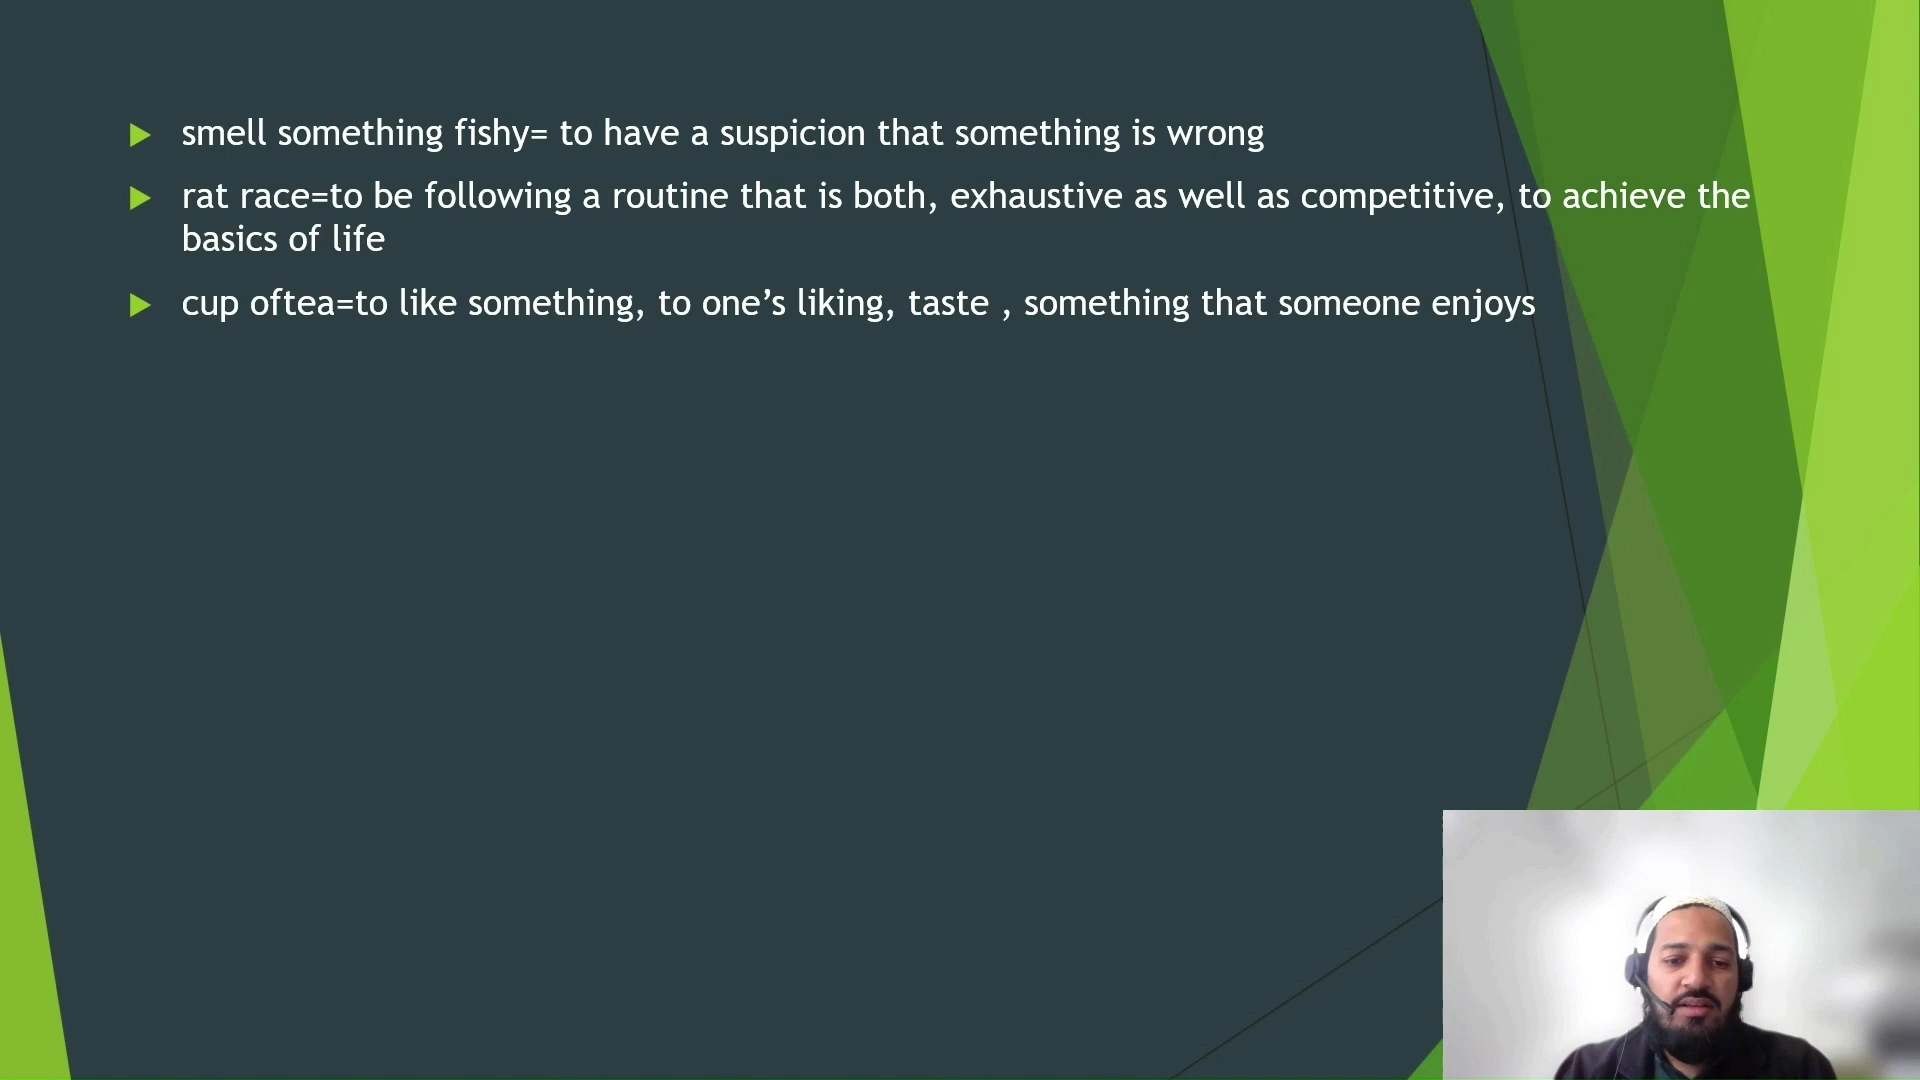 smell something fishy= to have a suspicion that something is wrong
rat race=to be following a routine that is both, exhaustive as well as competitive, to achieve the
basics of life
cup oftea=to like something, to one’s liking, taste , something that someone enjoys